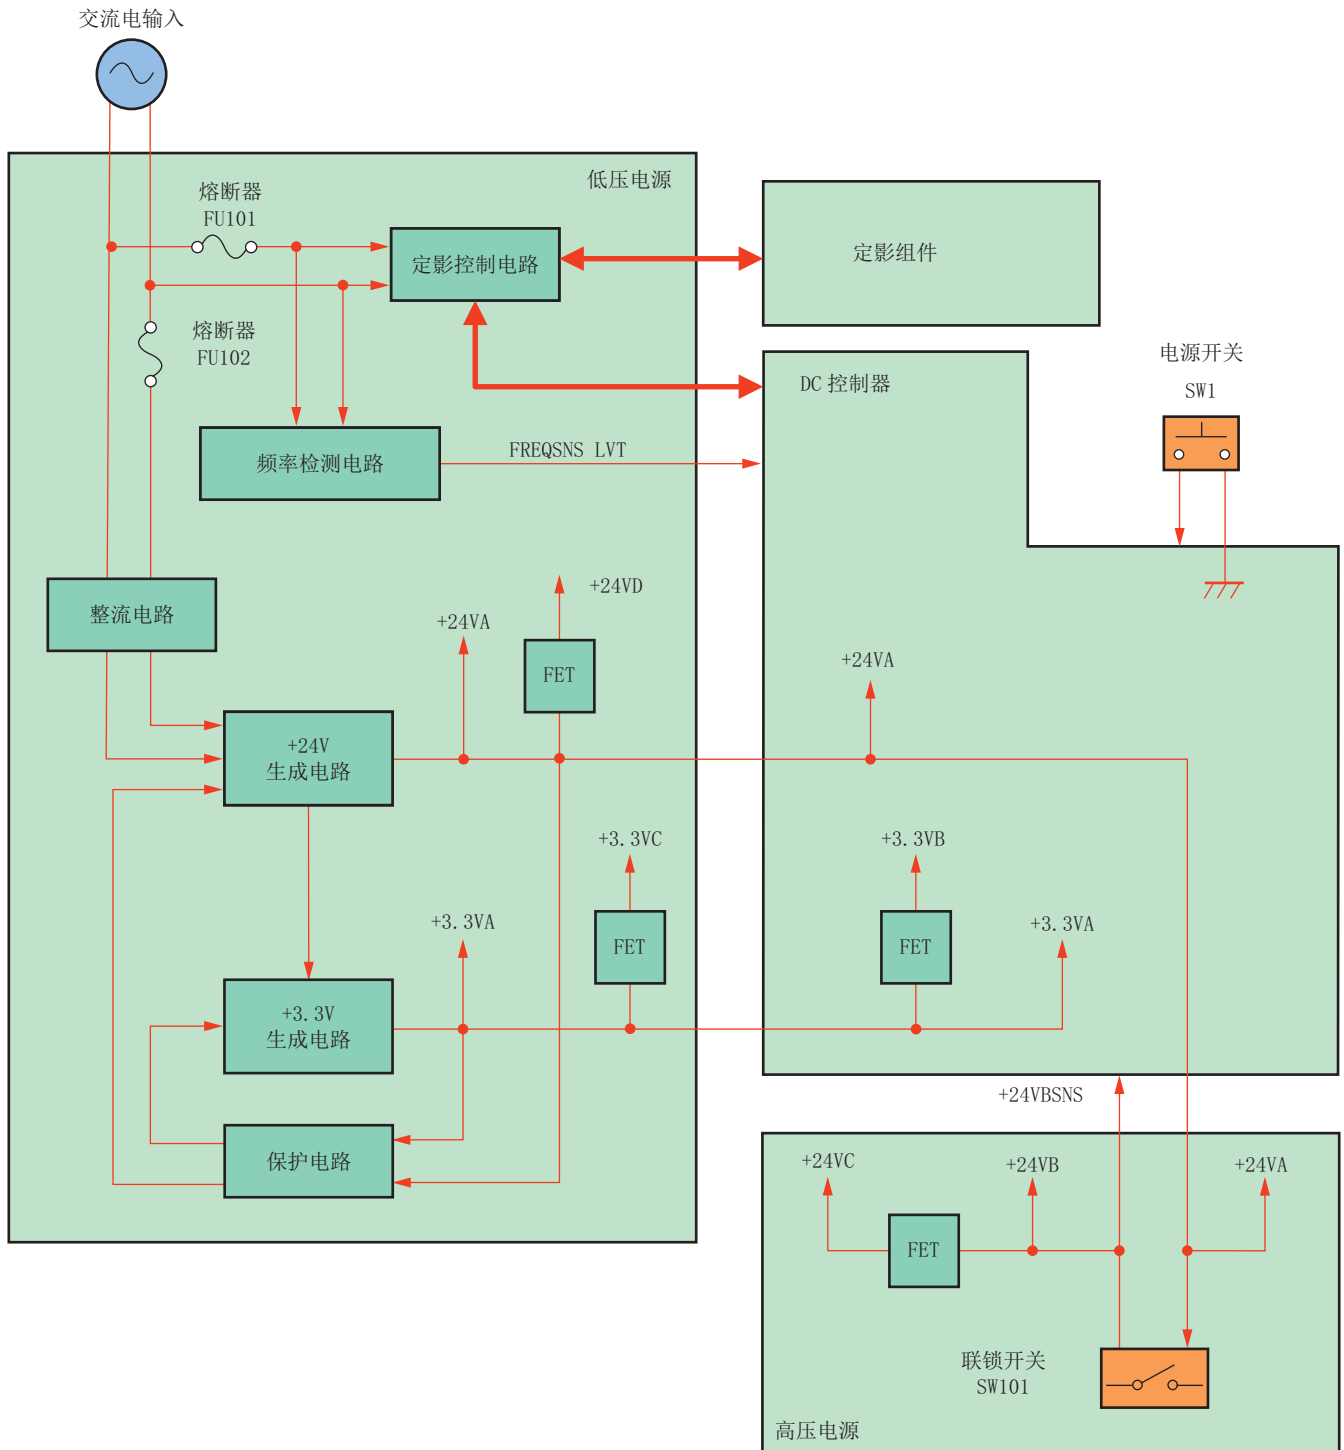 交流电输入
低压电源
熔断器
FU101
定影控制电路
定影组件
熔断器
FU102
电源开关
SW1
DC 控制器
频率检测电路
FREQSNS LVT
整流电路
+24VD
+24VA
FET
+24VA
+24V
生成电路
+3.3VC
+3.3VB
+3.3VA
FET
FET
+3.3VA
+3.3V
生成电路
+24VBSNS
保护电路
+24VC
+24VB
+24VA
FET
联锁开关
SW101
高压电源